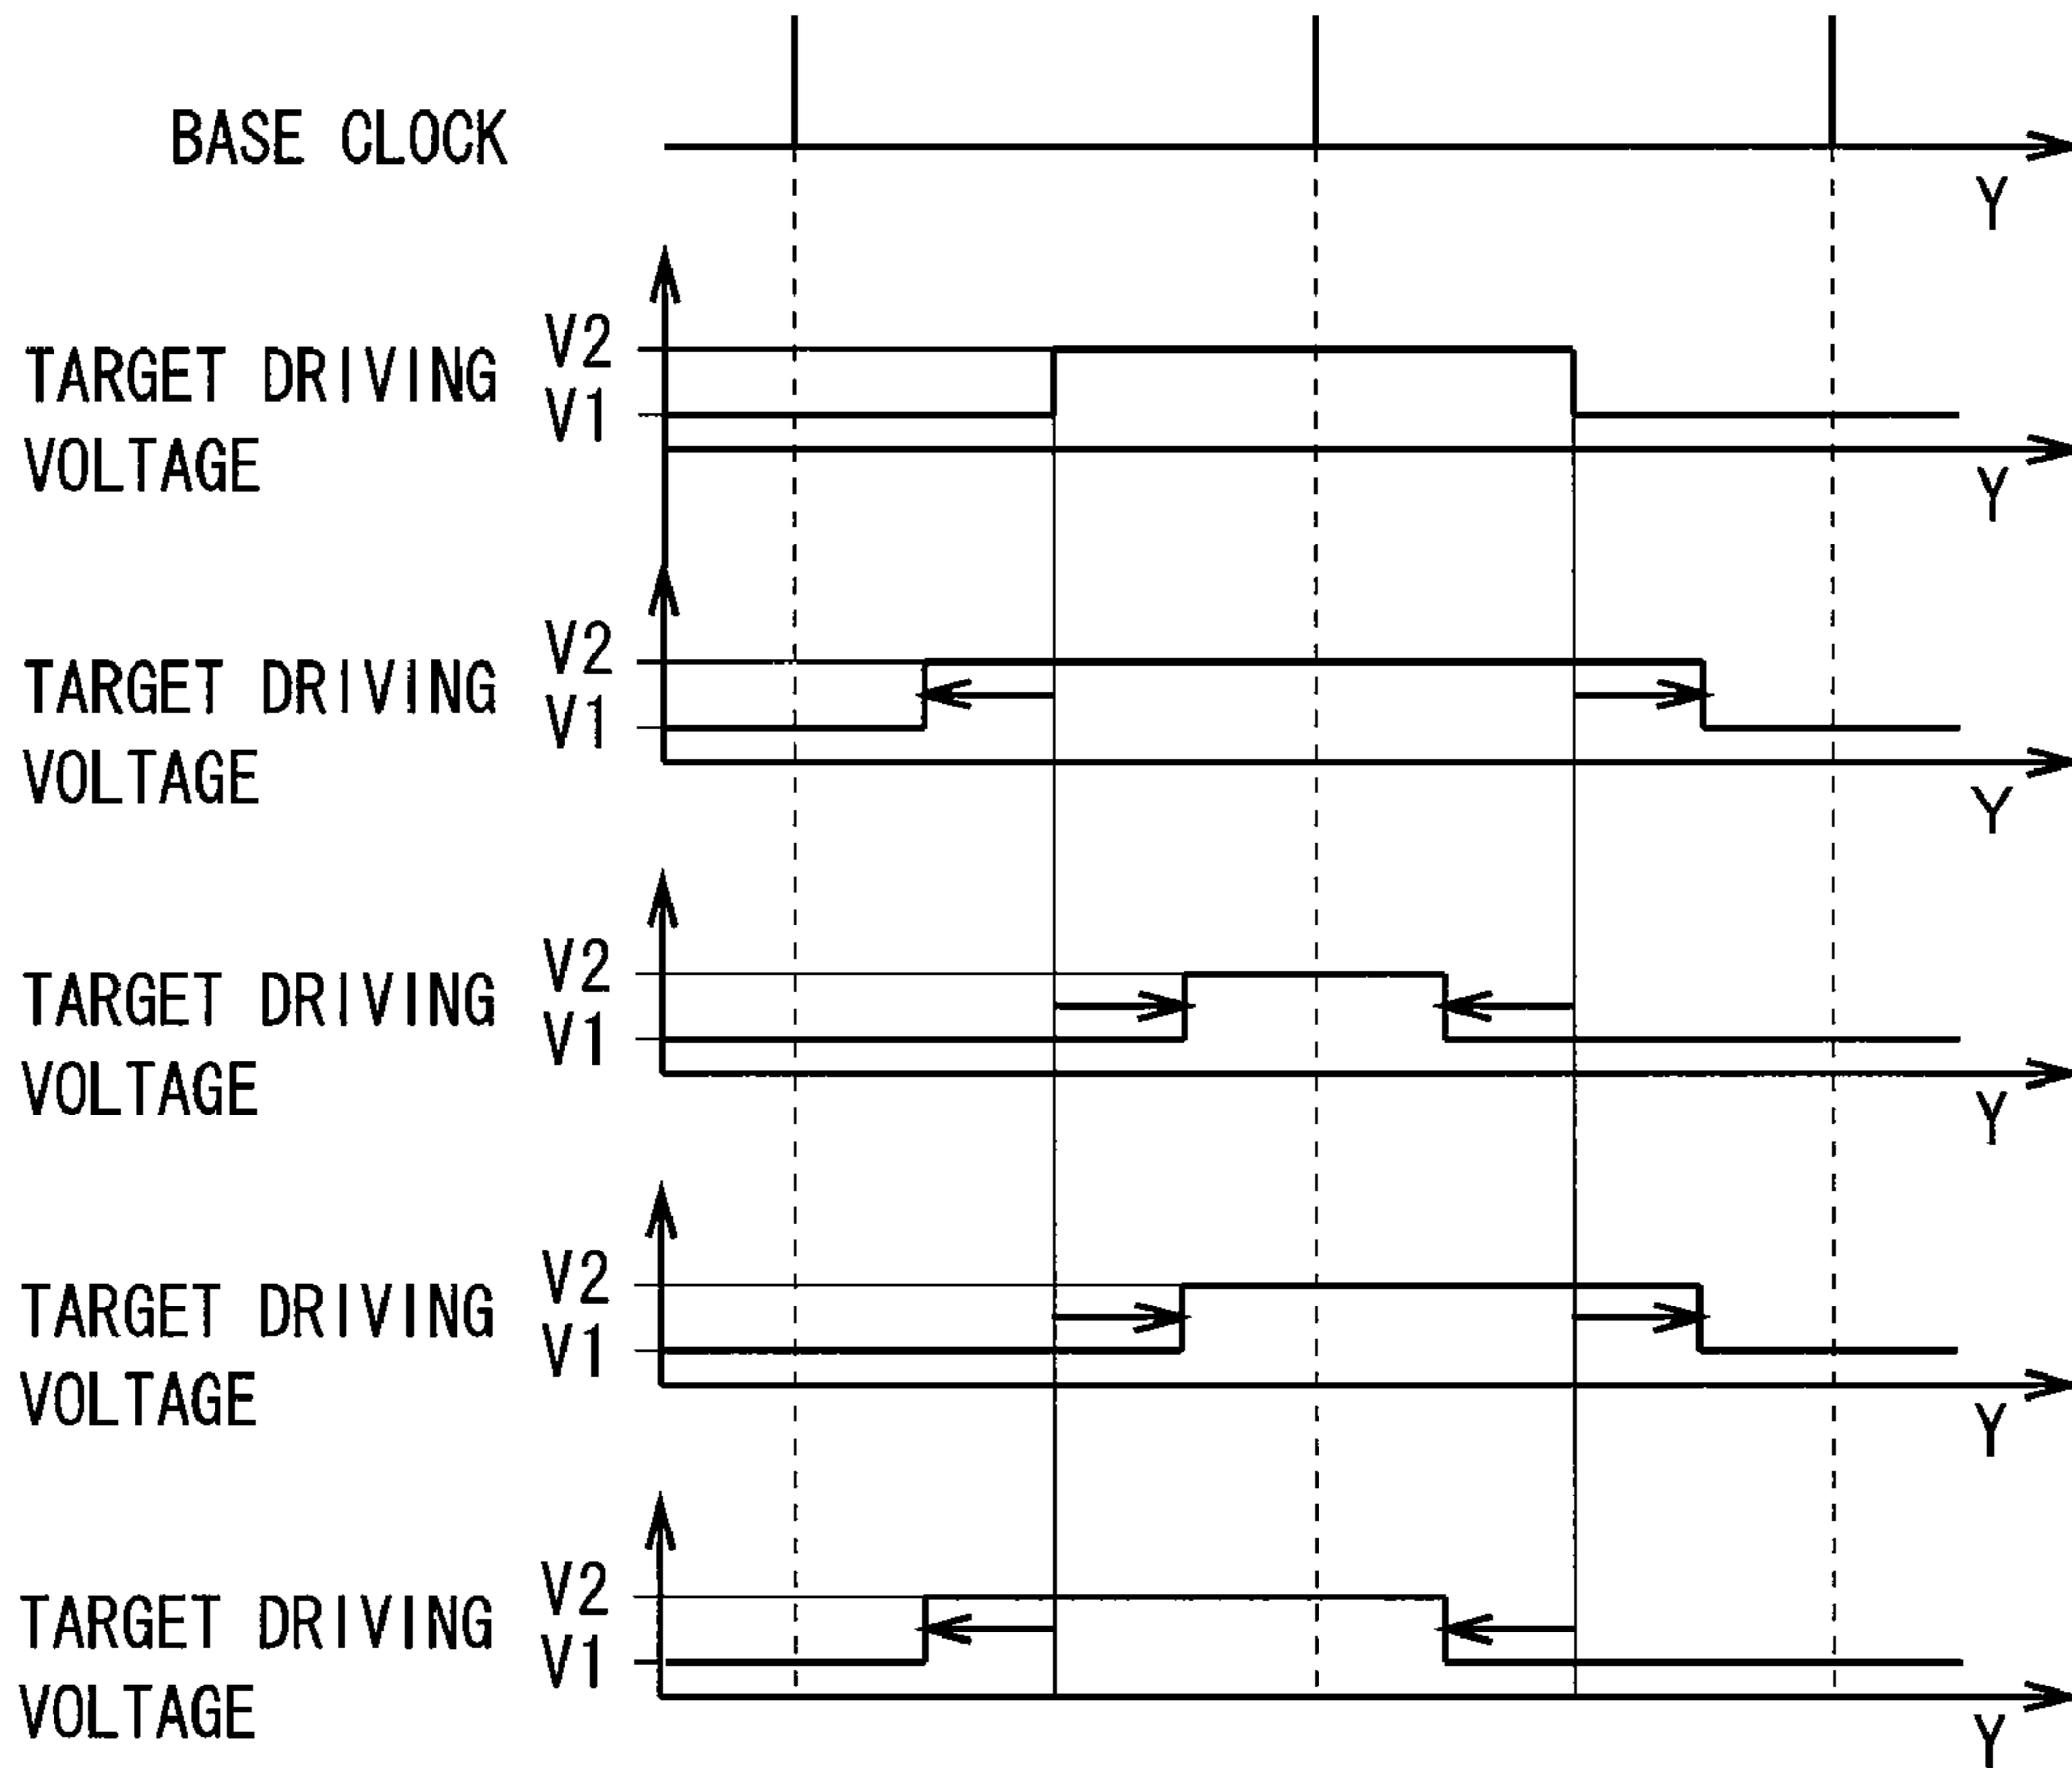 BASE CLOCK
Y
V2
TARGET DRIVING
V1
VOLTAGE
Y
V2
TARGET DRIVING
V1
VOLTAGE
Y
V2
TARGET DRIVING
V1
VOLTAGE
Y
V2
TARGET DRIVING
V1
VOLTAGE
Y
V2
TARGET DRIVING
V1
VOLTAGE
Y